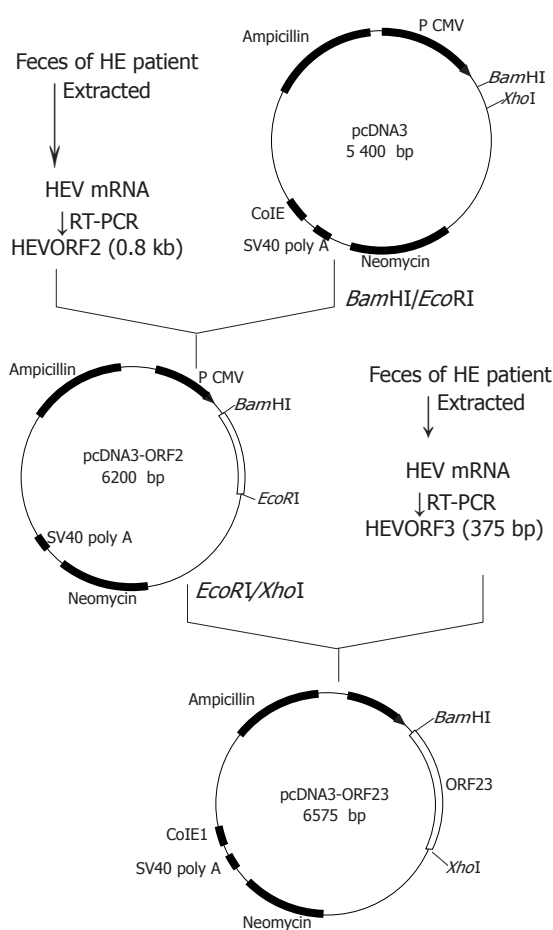 Feces of HE patient
Extracted
HEV mRNA
↓RT-PCR
HEVORF2 (0.8 kb)
Ampicillin
P CMV
BamHI
XhoI
pcDNA3
5 400 bp
CoIE
SV40 poly A
Neomycin
BamHI/EcoRI
Ampicillin
P CMV
BamHI
pcDNA3-ORF2
6200 bp
EcoRI
SV40 poly A
Neomycin
Feces of HE patient
Extracted
HEV mRNA
↓RT-PCR
HEVORF3 (375 bp)
EcoRI/XhoI
Ampicillin
BamHI
pcDNA3-ORF23
6575 bp
ORF23
CoIE1
SV40 poly A
XhoI
Neomycin